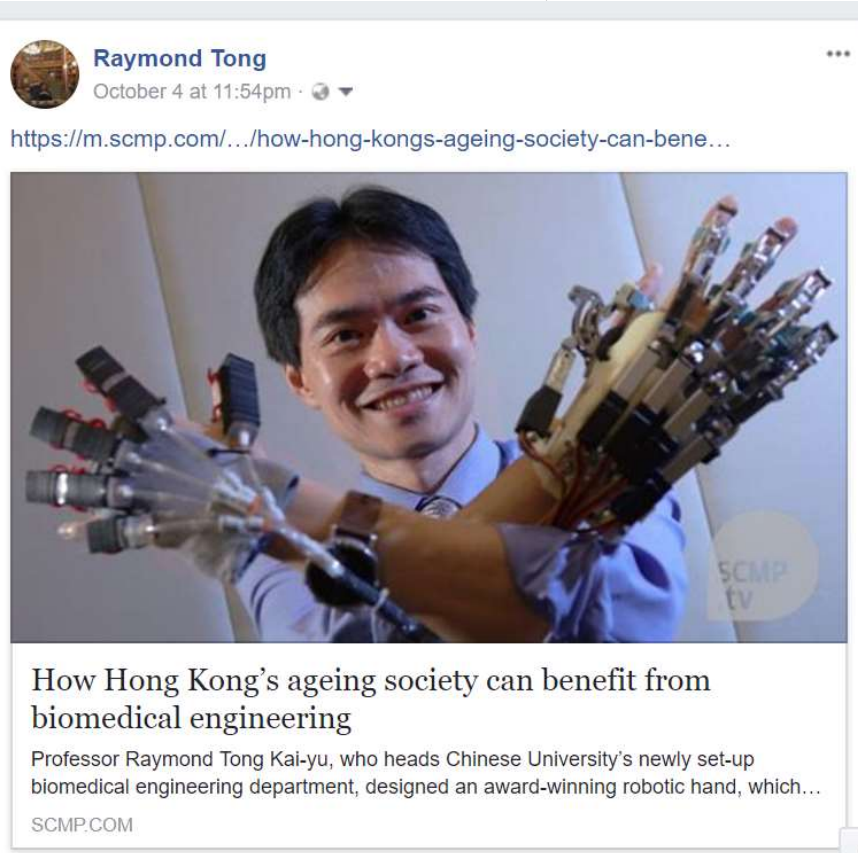 Raymond Tong
October 4 at 11:54pm ·
https://m.scmp.com/…/how-hong-kongs-ageing-society-can-bene…
SCMP
.tv
How Hong Kong's ageing society can benefit from
biomedical engineering
Professor Raymond Tong Kai-yu, who heads Chinese University's newly set-up
biomedical engineering department, designed an award-winning robotic hand, which…
SCMP.COM